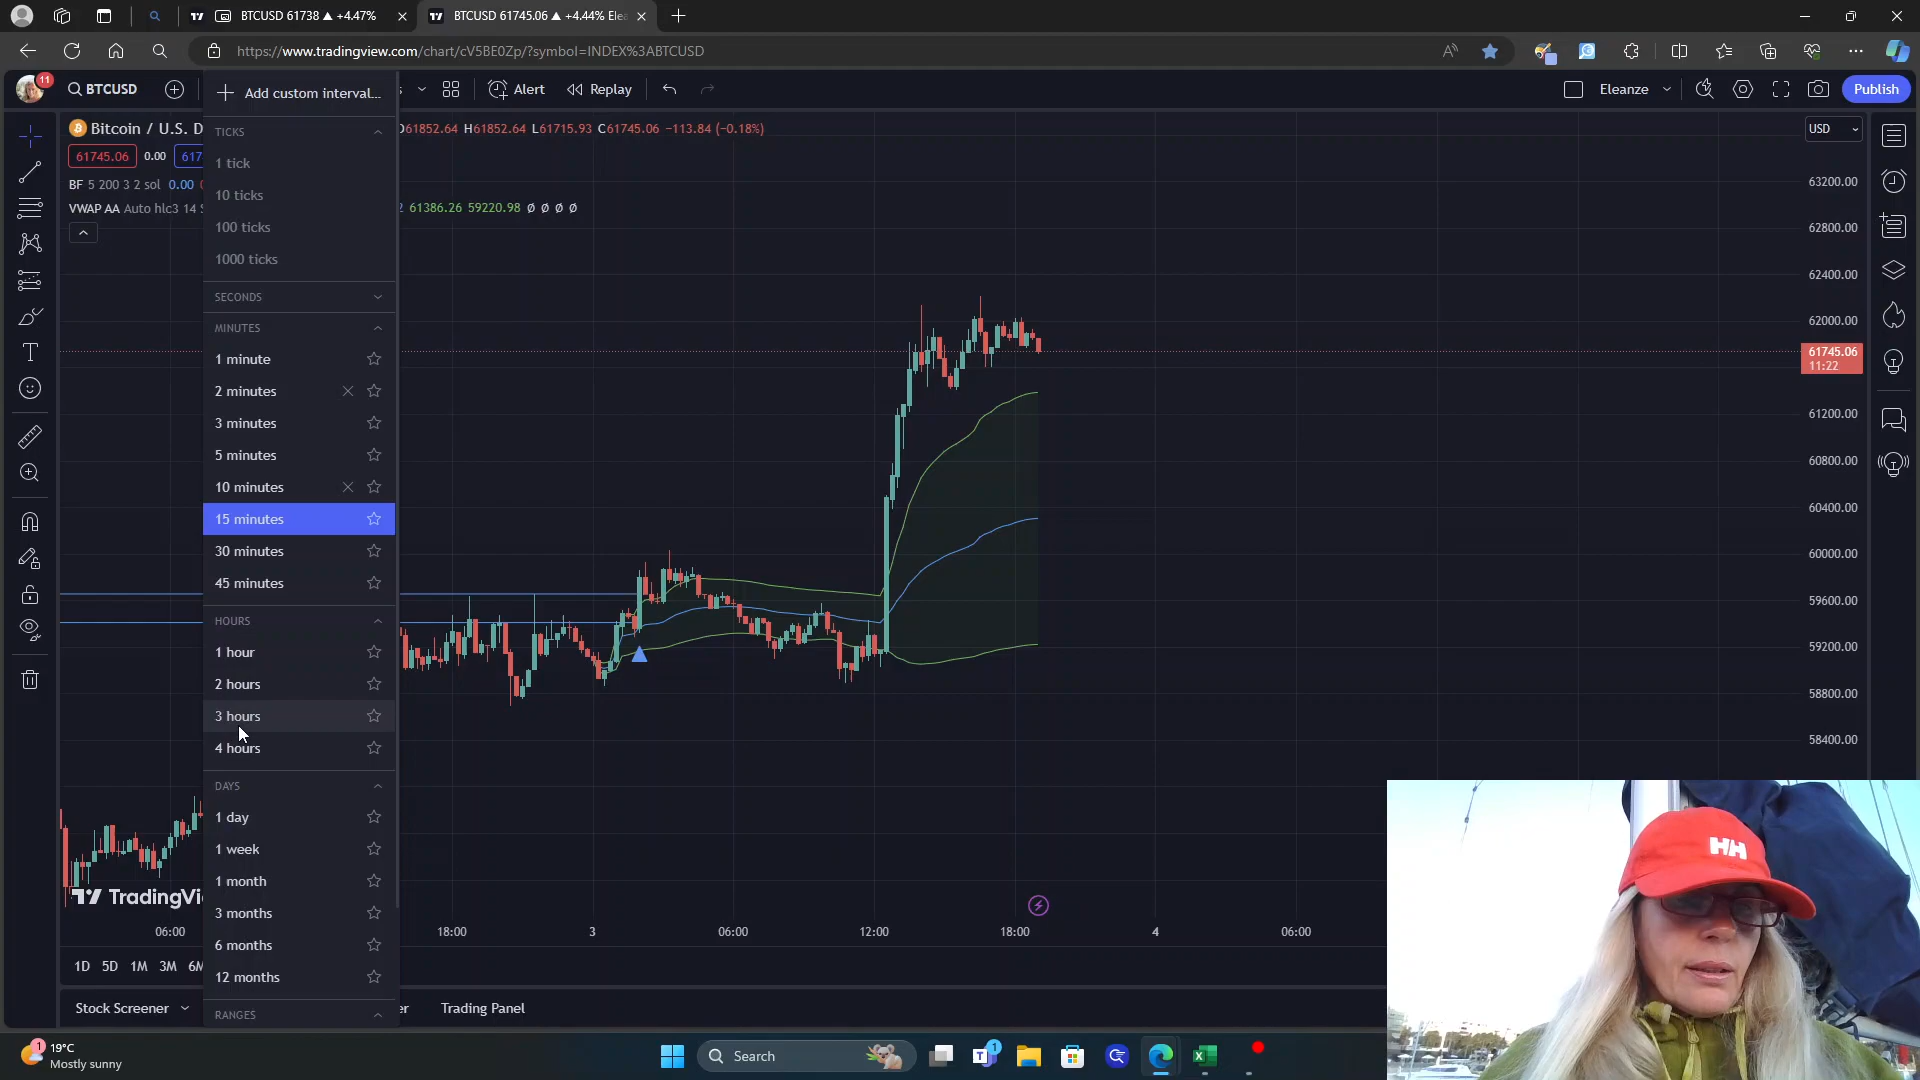 BTCUSD 61738 ▲ +4.47%
BTCUSD 61745.06 ▲ +4.44% Elea
https://www.tradingview.com/chart/cV5BE0Zp/?symbol=INDEX%3ABTCUSD
11
BTCUSD
Add custom interval...
Alert
Replay
Eleanze
Publish
Bitcoin / U.S. D
O61852.64 H61852.64 L61715.93 C61745.06 −113.84 (−0.18%)
USD
61745.06
0.00
617
BF 5 200 3 2 sol 0.00
VWAP AA Auto hlc3 14
61386.26 59220.98 Ø Ø Ø Ø
TICKS
1 tick
10 ticks
100 ticks
1000 ticks
SECONDS
MINUTES
1 minute
2 minutes
3 minutes
5 minutes
10 minutes
15 minutes
30 minutes
45 minutes
HOURS
1 hour
2 hours
3 hours
4 hours
DAYS
1 day
1 week
1 month
3 months
6 months
12 months
RANGES
63200.00
62800.00
62400.00
62000.00
61745.06
11:22
61200.00
60800.00
60400.00
60000.00
59600.00
59200.00
58800.00
58400.00
TradingVi
06:00
18:00
3
06:00
12:00
18:00
4
06:00
1D 5D 1M 3M 6M
Stock Screener
er
Trading Panel
HH
1
19°C
Mostly sunny
Search
1